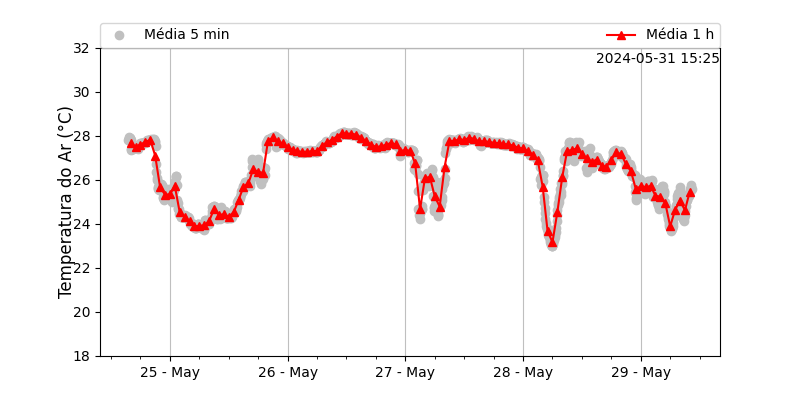 Média 5 min
Média 1 h
2024-05-31 15:25
Temperatura do Ar (°C)
32
30
28
26
24
22
20
18
25 - May
26 - May
27 - May
28 - May
29 - May